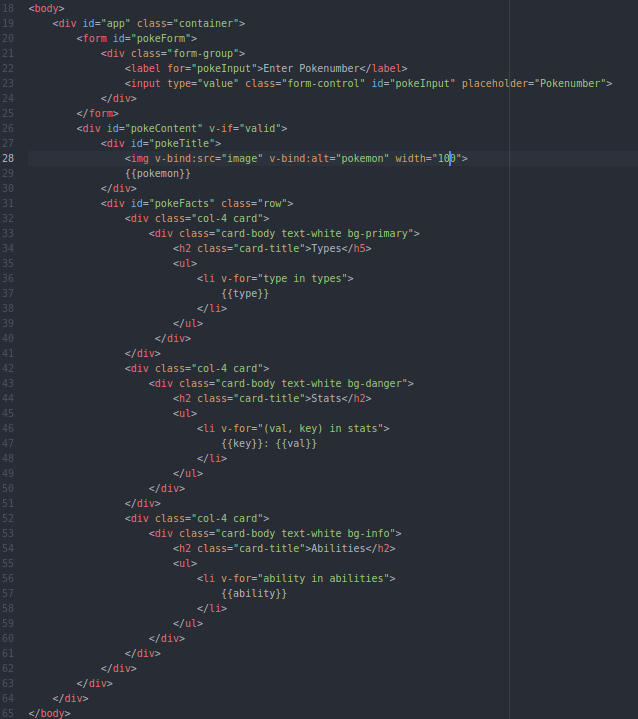 18 <body>
19 <div id="app" class="container">
20 <form id="pokeForm">
21 <div class="form-group">
22 <label for="pokeInput">Enter Pokenumber</label>
23 <input type="value" class="form-control" id="pokeInput" placeholder="Pokenumber">
24 </div>
25 </form>
26 <div id="pokeContent" v-if="valid">
27 <div id="pokeTitle">
28 <img v-bind:src="image" v-bind:alt="pokemon" width="100">
29 {{pokemon}}
30 </div>
31 <div id="pokeFacts" class="row">
32 <div class="col-4 card">
33 <div class="card-body text-white bg-primary">
34 <h2 class="card-title">Types</h5>
35 <ul>
36 <li v-for="type in types">
37 {{type}}
38 </li>
39 </ul>
40 </div>
41 </div>
42 <div class="col-4 card">
43 <div class="card-body text-white bg-danger">
44 <h2 class="card-title">Stats</h2>
45 <ul>
46 <li v-for="(val, key) in stats">
47 {{key}}: {{val}}
48 </li>
49 </ul>
50 </div>
51 </div>
52 <div class="col-4 card">
53 <div class="card-body text-white bg-info">
54 <h2 class="card-title">Abilities</h2>
55 <ul>
56 <li v-for="ability in abilities">
57 {{ability}}
58 </li>
59 </ul>
60 </div>
61 </div>
62 </div>
63 </div>
64 </div>
65 </body>